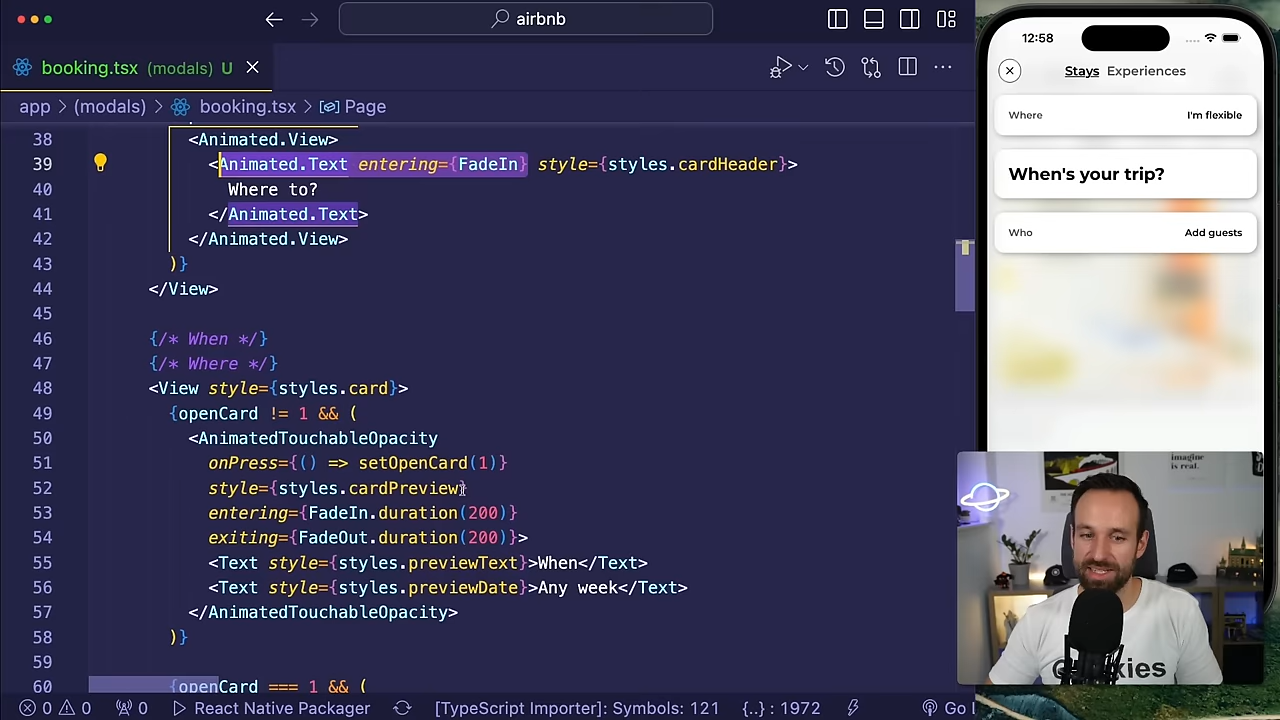 airbnb
booking.tsx (modals) U
app > (modals) > booking.tsx > Page
38 <Animated.View>
39 <Animated.Text entering={FadeIn} style={styles.cardHeader}>
40 Where to?
41 </Animated.Text>
42 </Animated.View>
43 )}
44 </View>
45
46 {/* When */}
47 {/* Where */}
48 <View style={styles.card}>
49 {openCard != 1 && (
50 <AnimatedTouchableOpacity
51 onPress={() => setOpenCard(1)}
52 style={styles.cardPreview}
53 entering={FadeIn.duration(200)}
54 exiting={FadeOut.duration(200)}>
55 <Text style={styles.previewText}>When</Text>
56 <Text style={styles.previewDate}>Any week</Text>
57 </AnimatedTouchableOpacity>
58 )}
59
60 {openCard === 1 && (
0 0 0 React Native Packager [TypeScript Importer]: Symbols: 121 {..} : 1972 Go L
12:58
Stays Experiences
Where I'm flexible
When's your trip?
Who Add guests
imagine
is real.